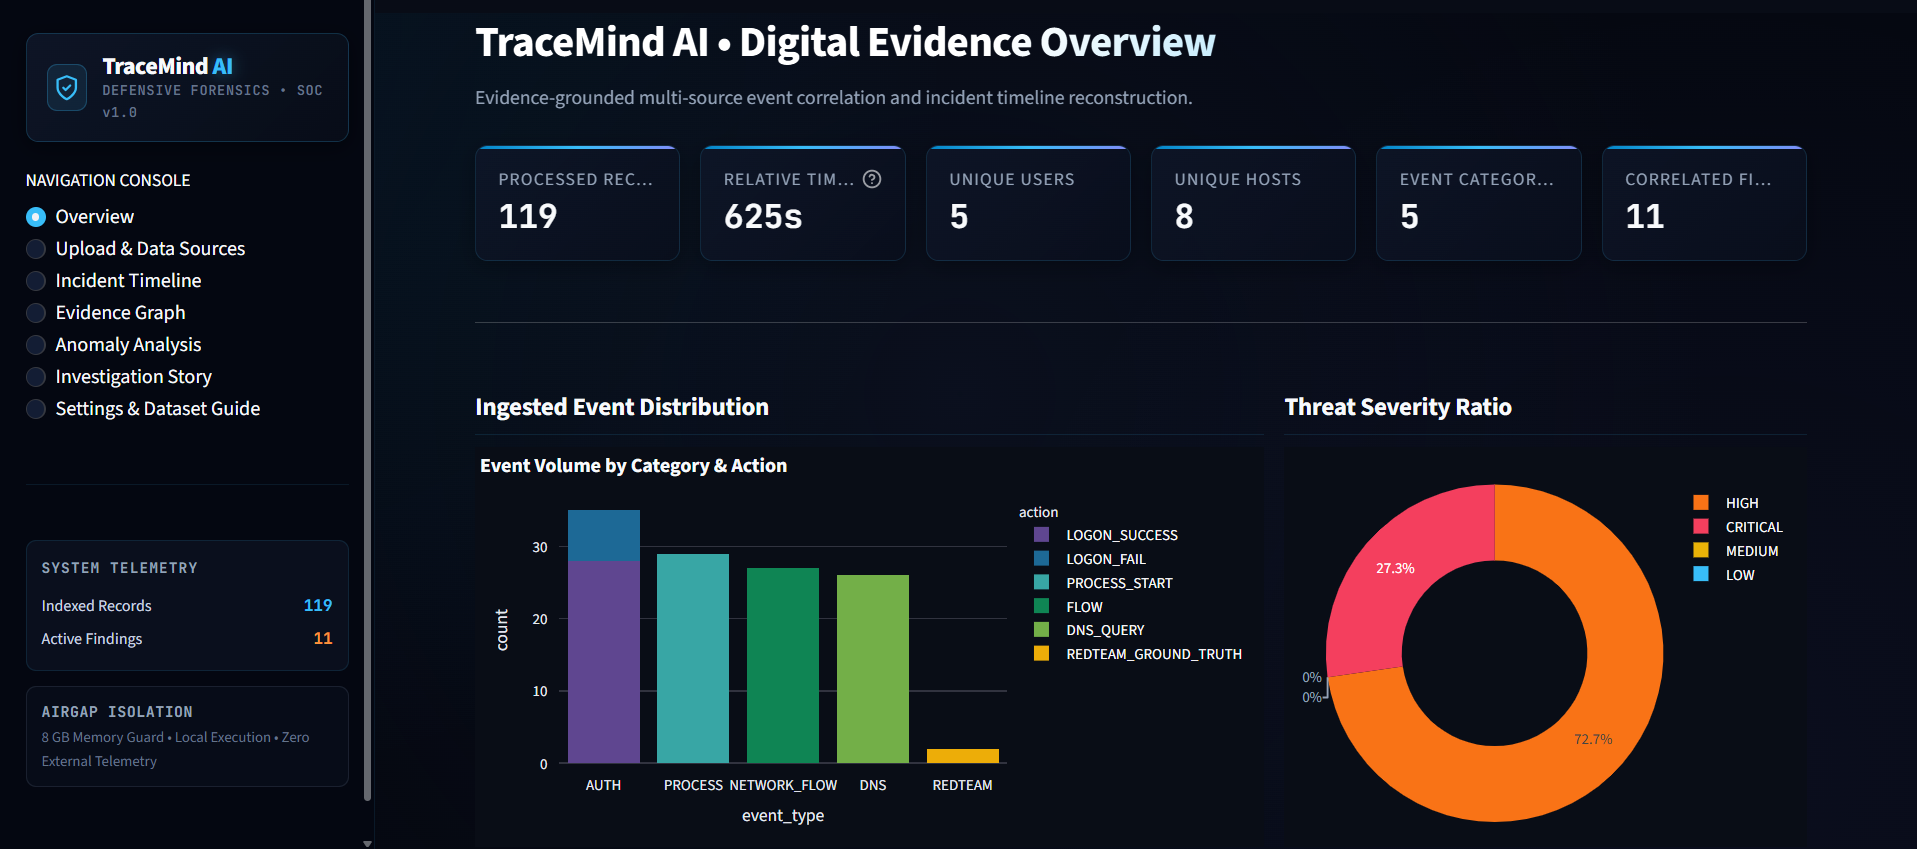 TraceMind AI
DEFENSIVE FORENSICS • SOC
v1.0
NAVIGATION CONSOLE
Overview
Upload & Data Sources
Incident Timeline
Evidence Graph
Anomaly Analysis
Investigation Story
Settings & Dataset Guide
SYSTEM TELEMETRY
Indexed Records 119
Active Findings 11
AIRGAP ISOLATION
8 GB Memory Guard • Local Execution • Zero
External Telemetry
TraceMind AI • Digital Evidence Overview
Evidence-grounded multi-source event correlation and incident timeline reconstruction.
PROCESSED REC...
119
RELATIVE TIM... ?
625s
UNIQUE USERS
5
UNIQUE HOSTS
8
EVENT CATEGOR...
5
CORRELATED FI...
11
Ingested Event Distribution
Event Volume by Category & Action
count
30
20
10
0
AUTH PROCESS NETWORK_FLOW DNS REDTEAM
event_type
action
LOGON_SUCCESS
LOGON_FAIL
PROCESS_START
FLOW
DNS_QUERY
REDTEAM_GROUND_TRUTH
Threat Severity Ratio
27.3%
0%
0%
72.7%
HIGH
CRITICAL
MEDIUM
LOW